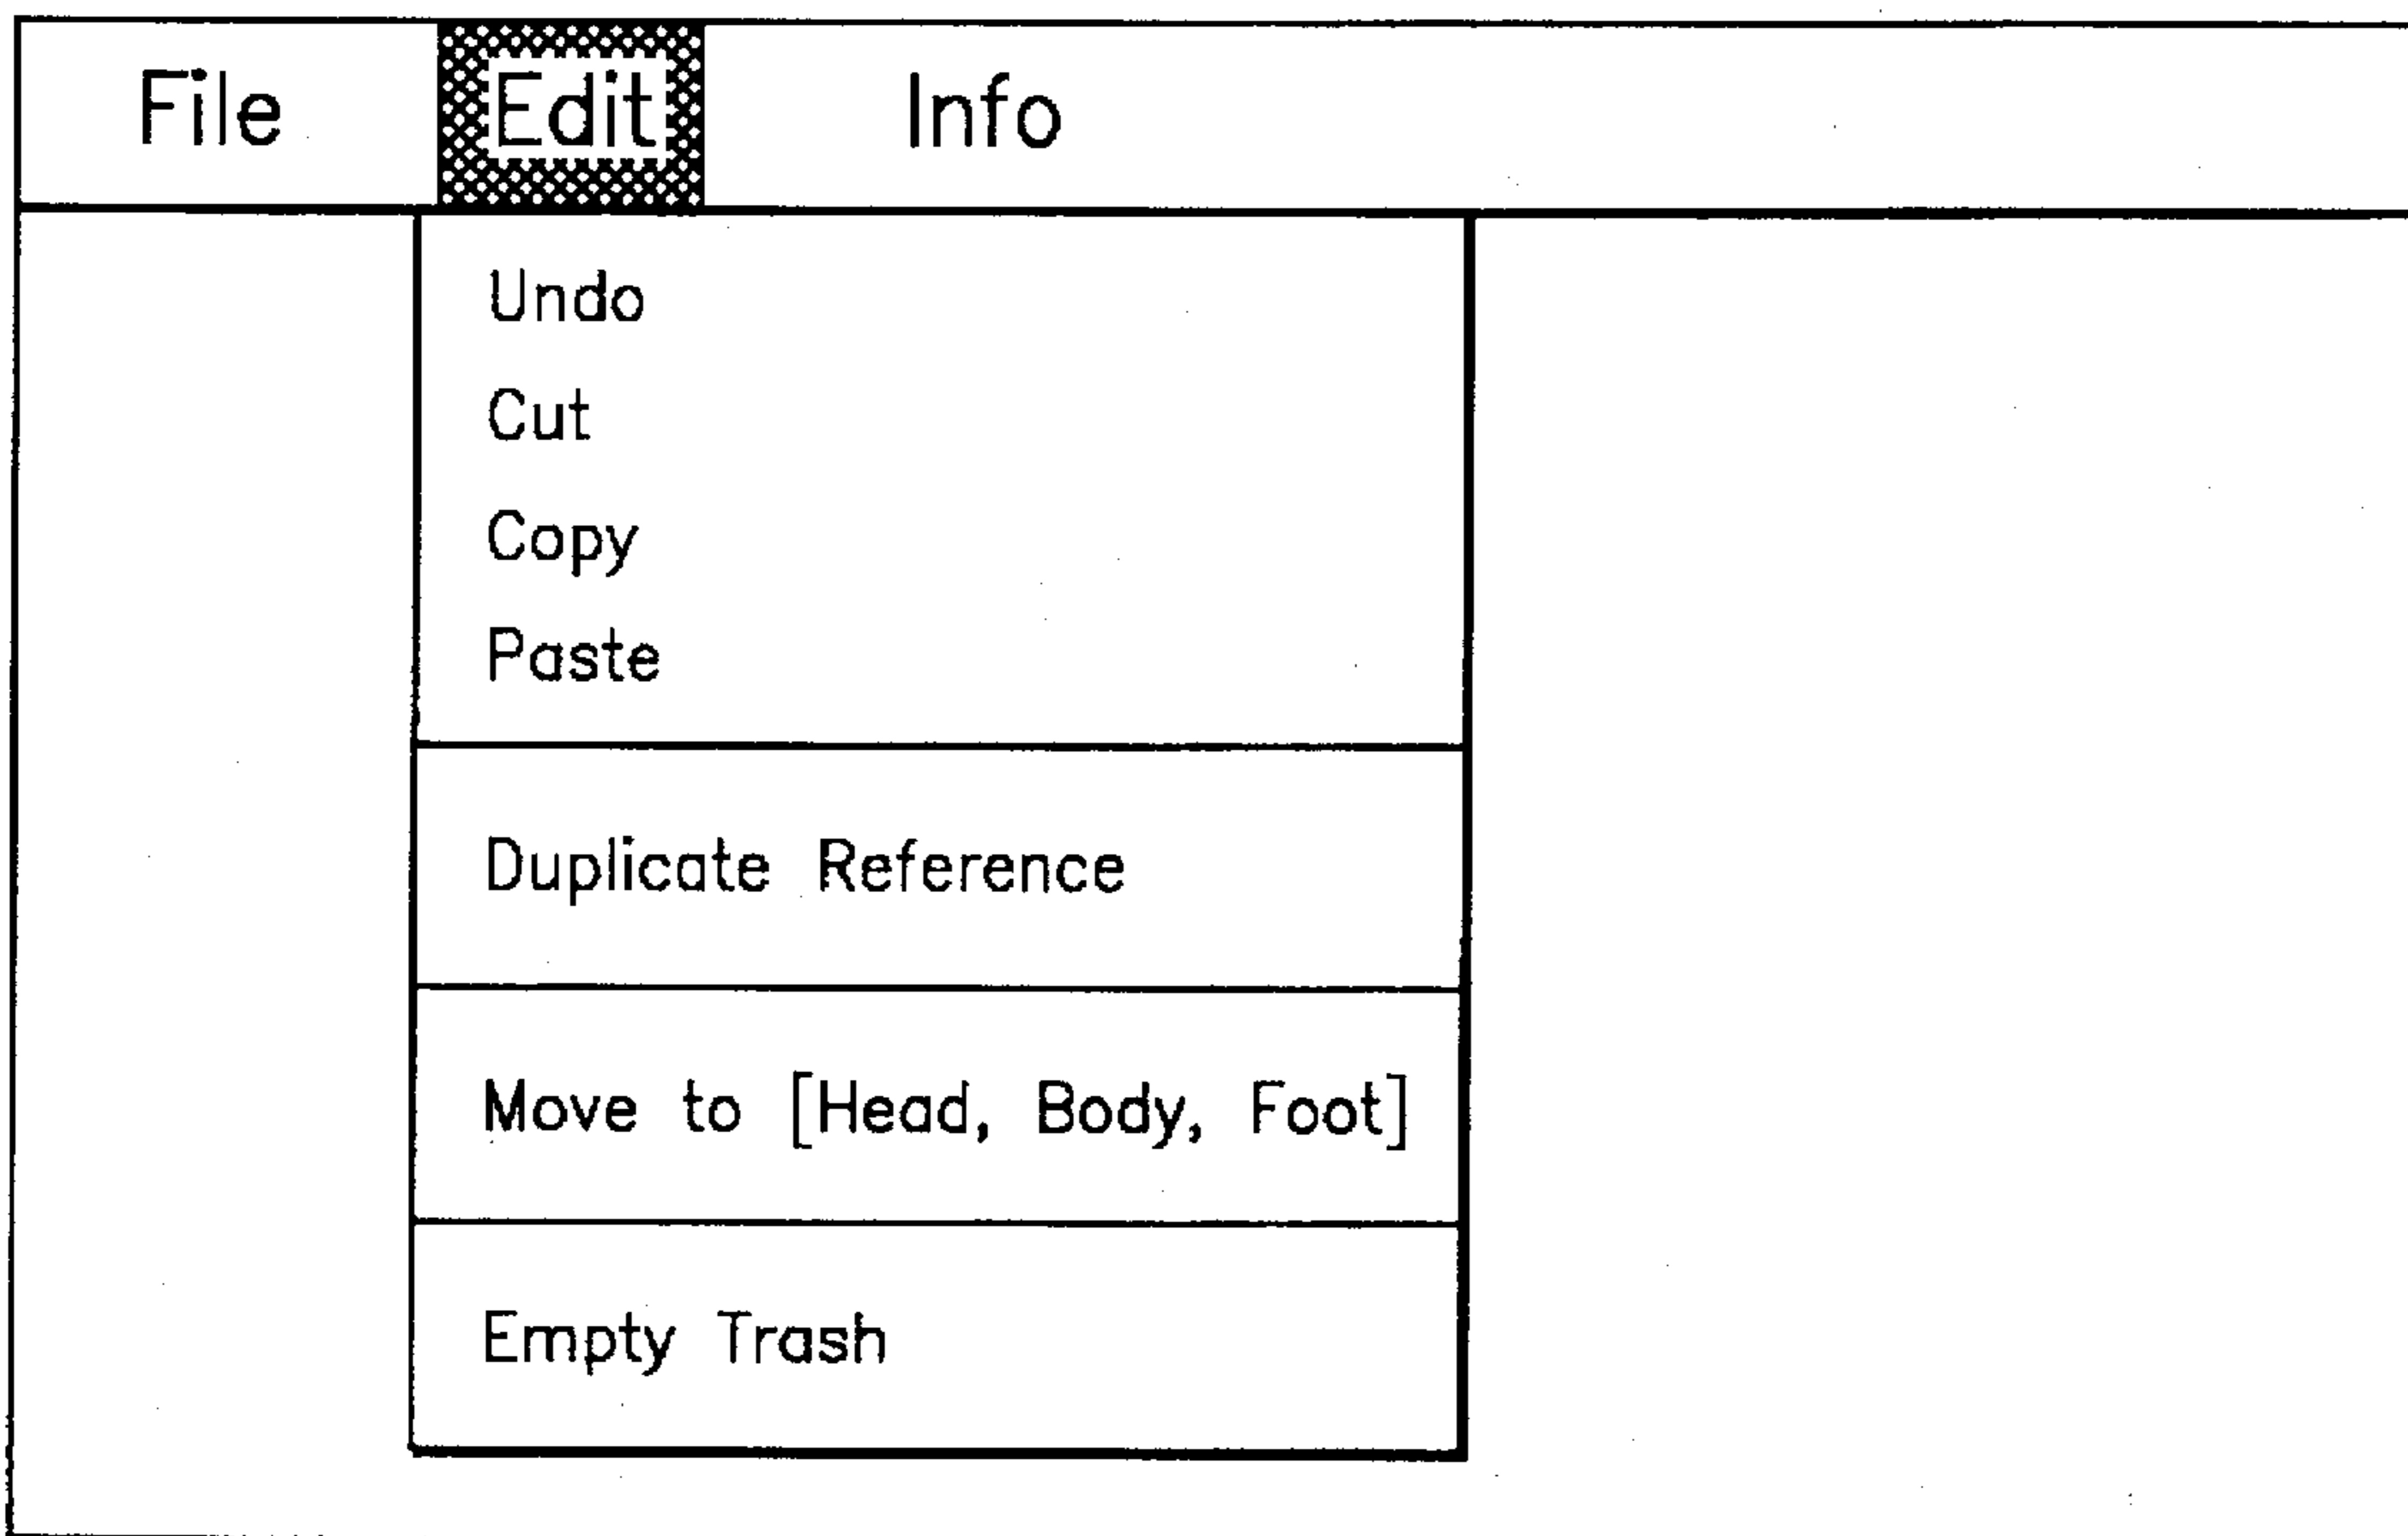 File Edit Info
Undo
Cut
Copy
Paste
Duplicate Reference
Move to [Head, Body, Foot]
Empty Trash